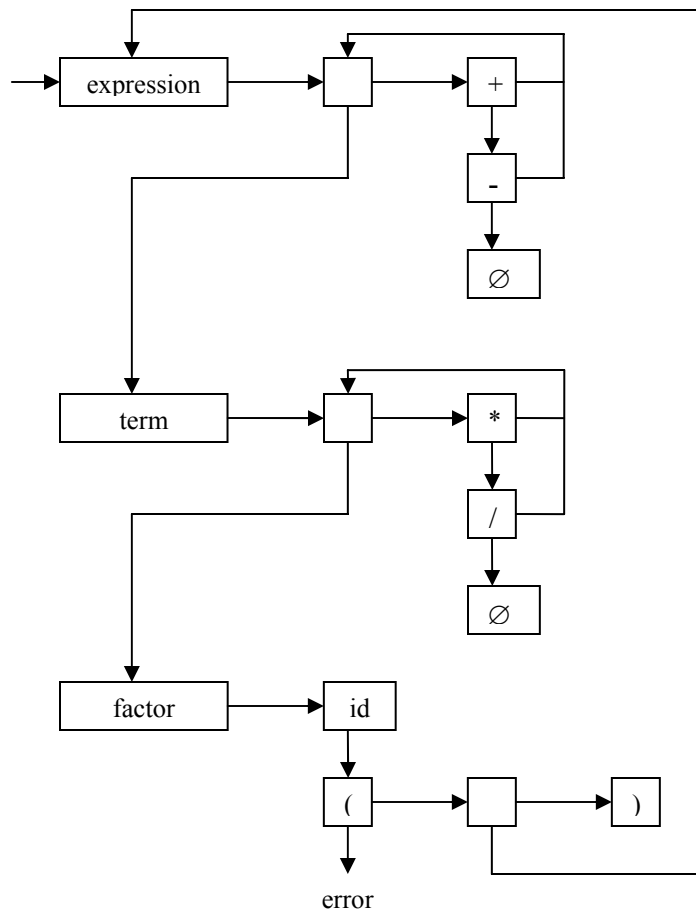 expression +
-
∅
term *
/
∅
factor id
( )
error